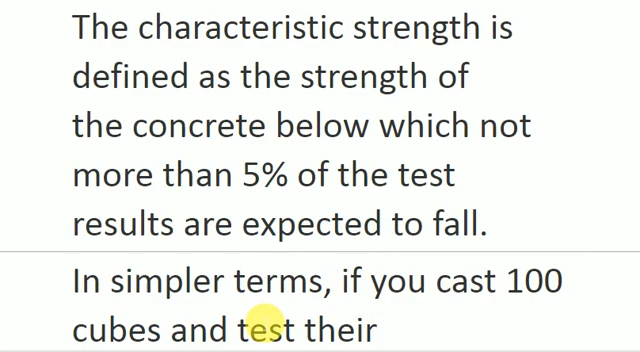 The characteristic strength is
defined as the strength of
the concrete below which not
more than 5% of the test
results are expected to fall.
In simpler terms, if you cast 100
cubes and test their